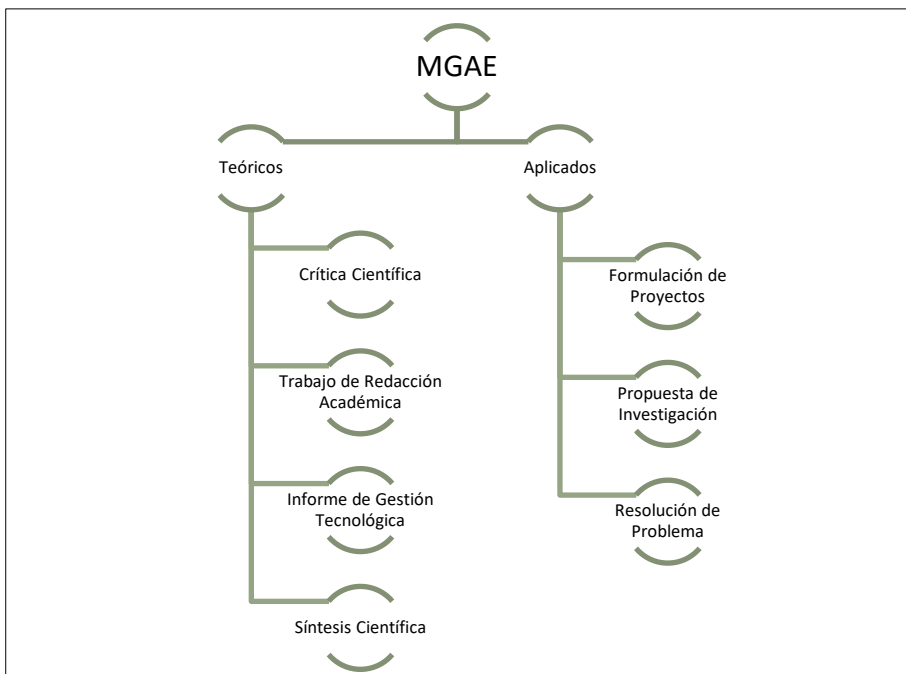 MGAE
Teóricos
Aplicados
Crítica Científica
Trabajo de Redacción
Académica
Informe de Gestión
Tecnológica
Síntesis Científica
Formulación de
Proyectos
Propuesta de
Investigación
Resolución de
Problema